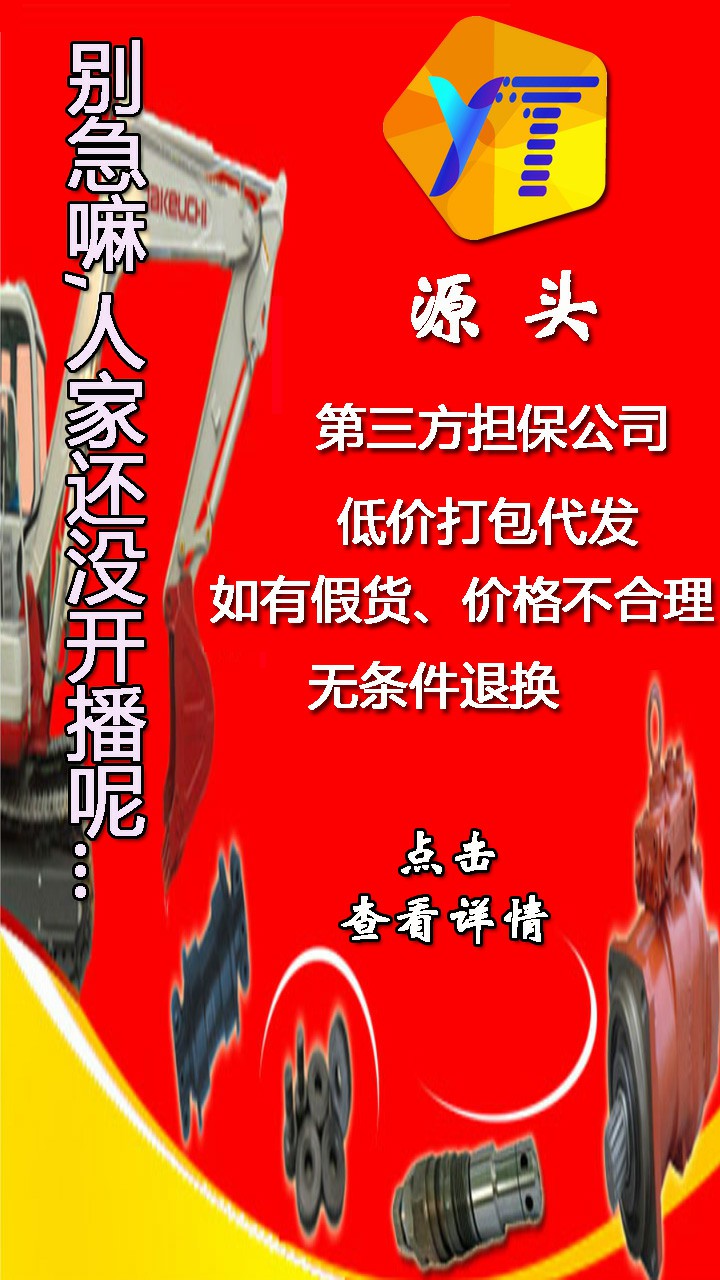 别急嘛,人家还没开播呢...
AKEUCHI
YT
源 头
第三方担保公司
低价打包代发
如有假货、价格不合理
无条件退换
点击
查看详情